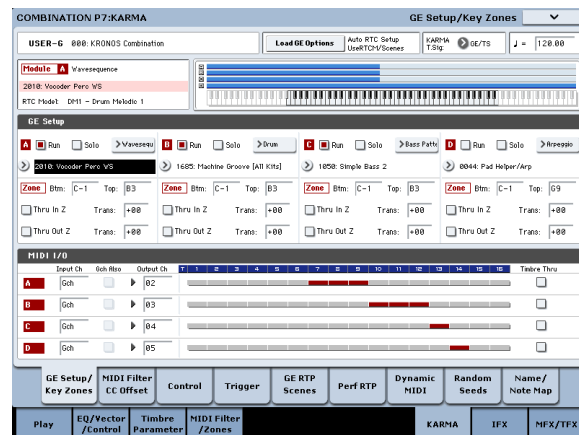 COMBINATION P7:KARMA GE Setup/Key Zones
USER-G 000: KRONOS Combination Load GE Options Auto RTC Setup UseRTCM/Scenes KARMA T.Sig: GE/TS ♩= 120.00
Module A Wavesequence
2010: Vocoder Perc WS
RTC Model: DM1 - Drum Melodic 1
GE Setup
A Run Solo Wavesequ B Run Solo Drum C Run Solo Bass Patte D Run Solo Arpeggio
2010: Vocoder Perc WS 1685: Machine Groove [All Kits] 1050: Simple Bass 2 0044: Pad Helper/Arp
Zone Btm: C-1 Top: B3 Zone Btm: C-1 Top: B3 Zone Btm: C-1 Top: B3 Zone Btm: C-1 Top: G9
Thru In Z Trans: +00 Thru In Z Trans: +00 Thru In Z Trans: +00 Thru In Z Trans: +00
Thru Out Z Trans: +00 Thru Out Z Trans: +00 Thru Out Z Trans: +00 Thru Out Z Trans: +00
MIDI I/O
Input Ch Gch Also Output Ch T 1 2 3 4 5 6 7 8 9 10 11 12 13 14 15 16 Timbre Thru
A Gch 02
B Gch 03
C Gch 04
D Gch 05
GE Setup/ Key Zones MIDI Filter CC Offset Control Trigger GE RTP Scenes Perf RTP Dynamic MIDI Random Seeds Name/ Note Map
Play EQ/Vector /Control Timbre Parameter MIDI Filter /Zones KARMA IFX MFX/TFX